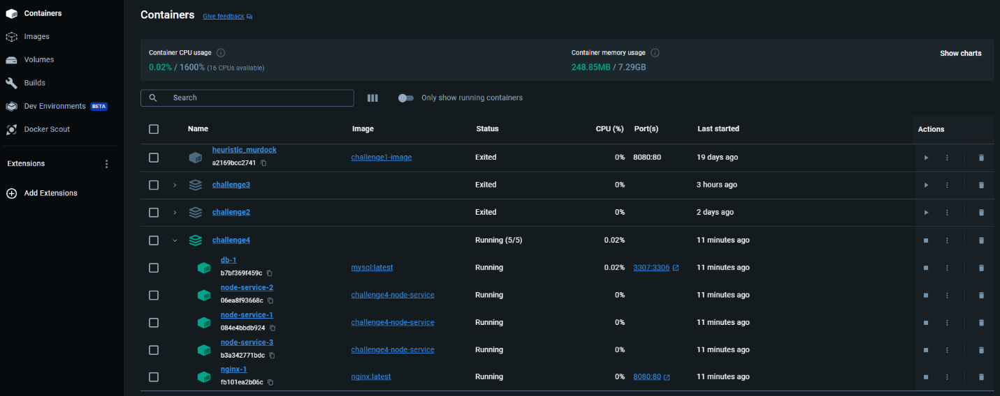 Containers
Images
Volumes
Builds
Dev Environments BETA
Docker Scout
Extensions
Add Extensions
Containers Give feedback
Container CPU usage
0.02% / 1600% (16 CPUs available)
Container memory usage
248.85MB / 7.29GB
Show charts
Search
Only show running containers
Name Image Status CPU (%) Port(s) Last started Actions
heuristic_murdock
a2169bcc2741
challenge1-image Exited 0% 8080:80 19 days ago
challenge3 Exited 0% 3 hours ago
challenge2 Exited 0% 2 days ago
challenge4 Running (5/5) 0.02% 11 minutes ago
db-1
b7bf369f459c
mysql:latest Running 0.02% 3307:3306 11 minutes ago
node-service-2
06ea8f93668c
challenge4-node-service Running 0% 11 minutes ago
node-service-1
084e4bbdb924
challenge4-node-service Running 0% 11 minutes ago
node-service-3
b3a342771bdc
challenge4-node-service Running 0% 11 minutes ago
nginx-1
fb101ea2b06c
nginx:latest Running 0% 8080:80 11 minutes ago